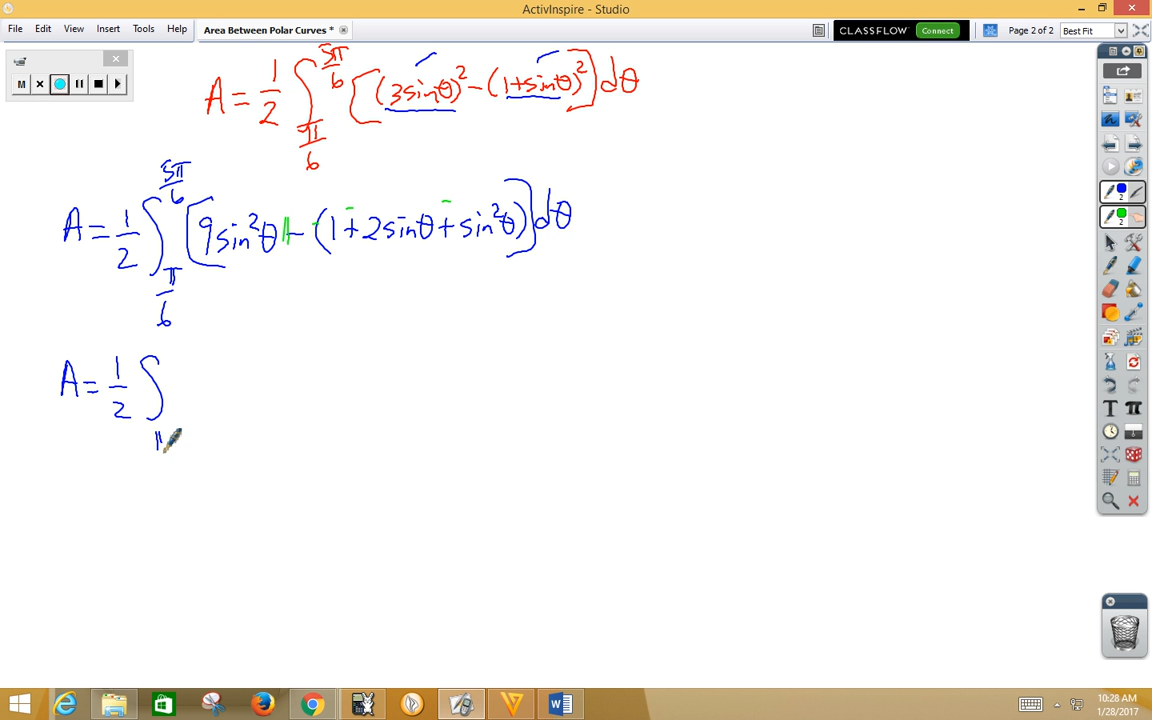 ActivInspire - Studio
File Edit View Insert Tools Help Area Between Polar Curves * CLASSFLOW Connect Page 2 of 2 Best Fit
M
A = 1/2 ∫_{π/6}^{5π/6} [(3sinθ)² - (1+sinθ)²] dθ
A = 1/2 ∫_{π/6}^{5π/6} [9sin²θ - (1 + 2sinθ + sin²θ)] dθ
A = 1/2 ∫
2
2
T π
10:28 AM
1/28/2017